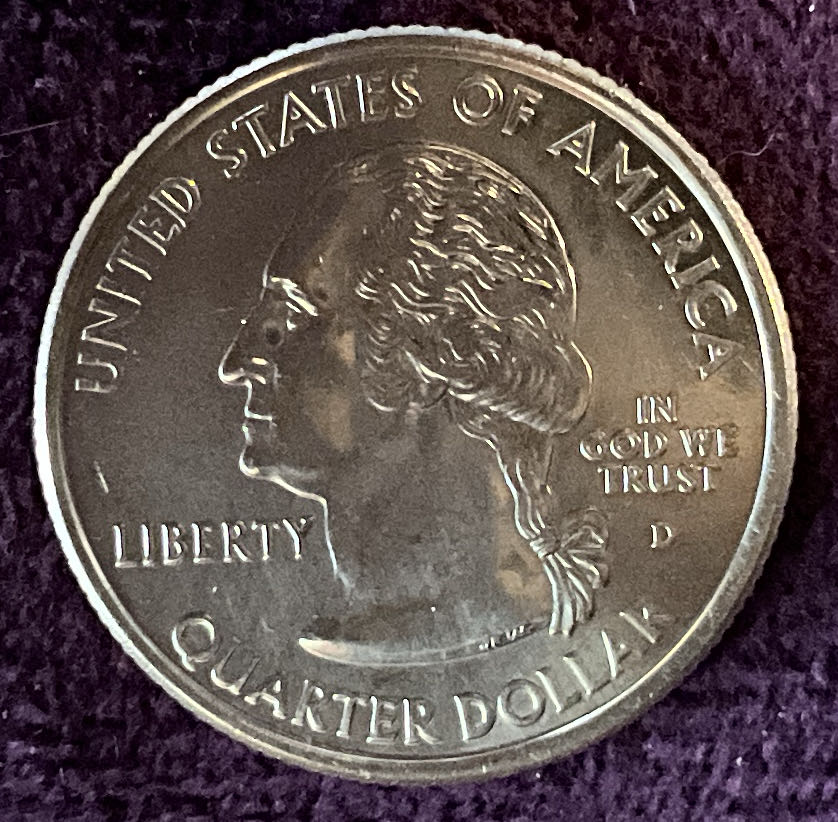 UNITED STATES OF AMERICA
IN
GOD WE
TRUST
LIBERTY
D
QUARTER DOLLAR